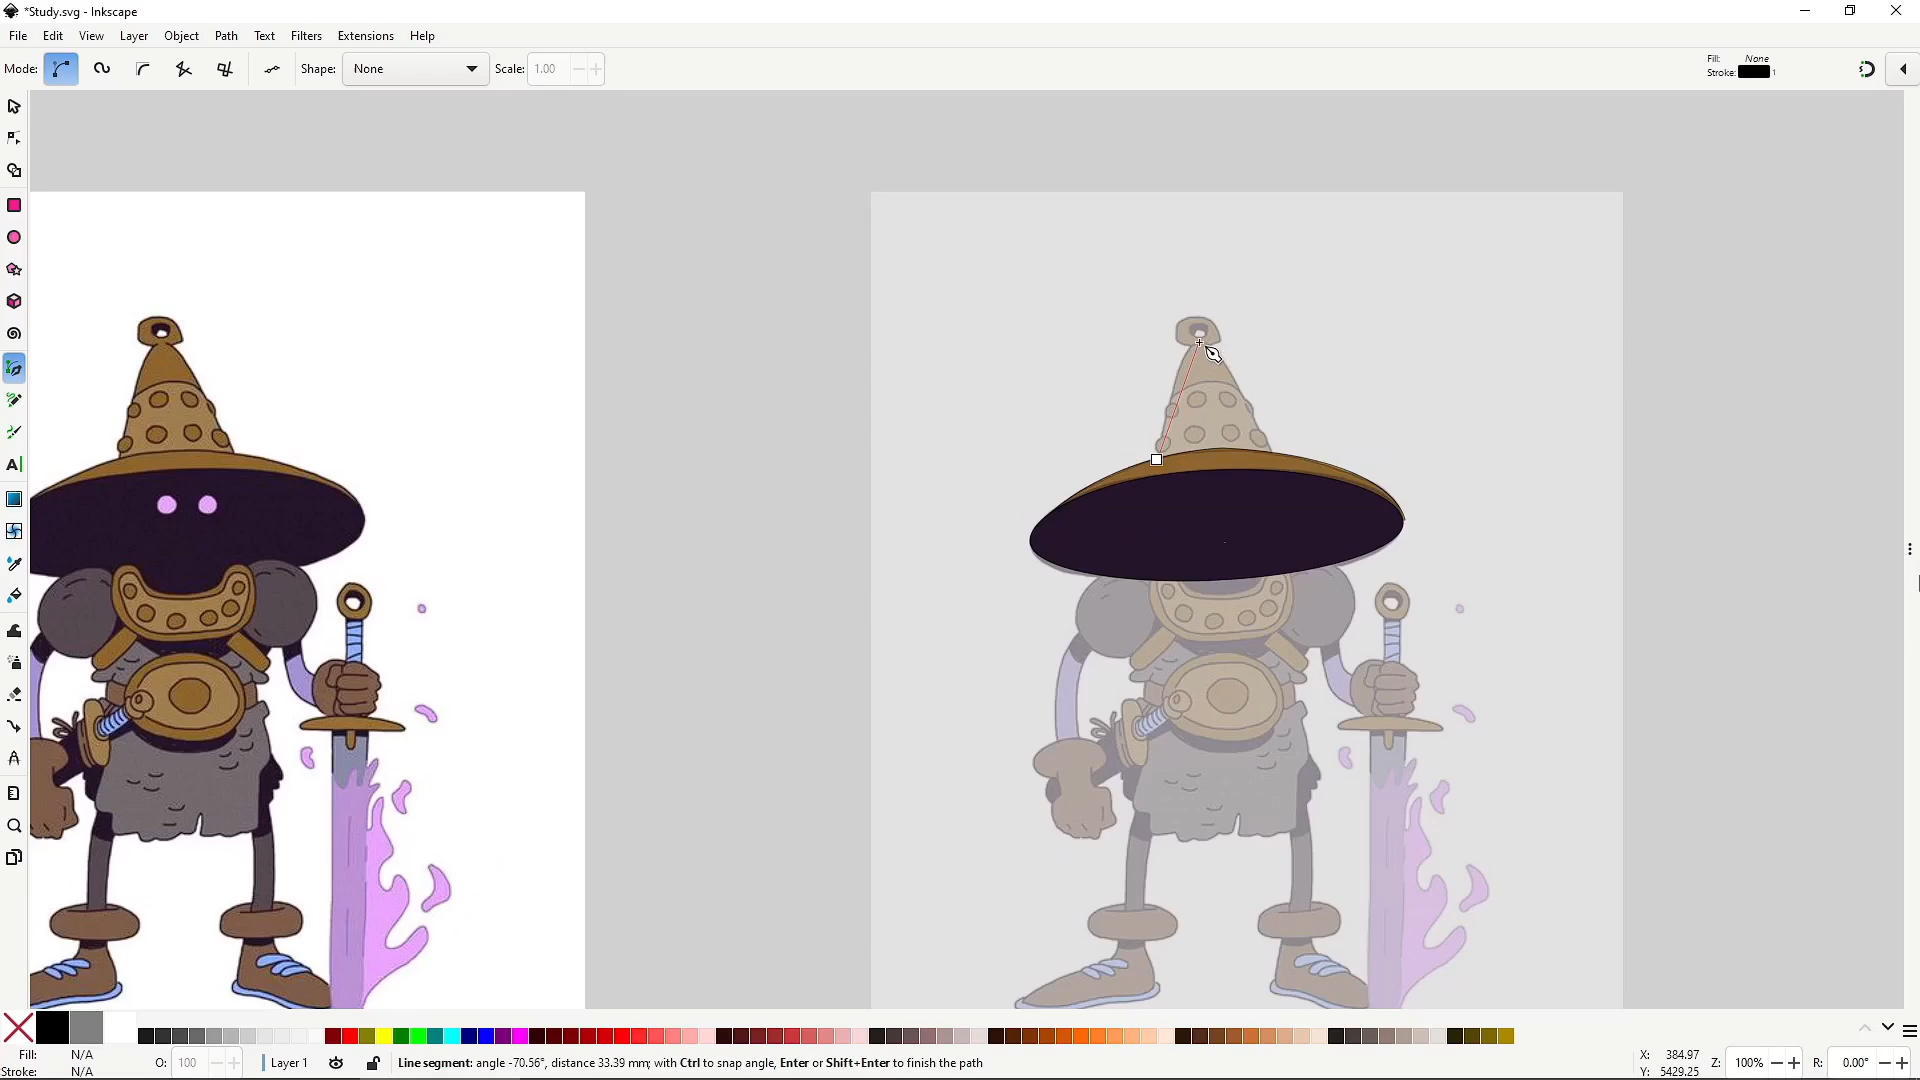 *Study.svg - Inkscape
File Edit View Layer Object Path Text Filters Extensions Help
Mode: Shape: None Scale: 1.00 Fill: None
Stroke: 1
Fill: N/A O: 100 Layer 1 Line segment: angle -70.56°, distance 33.39 mm; with Ctrl to snap angle, Enter or Shift+Enter to finish the path X: 384.97 Z: 100% R: 0.00°
Stroke: N/A Y: 5429.25